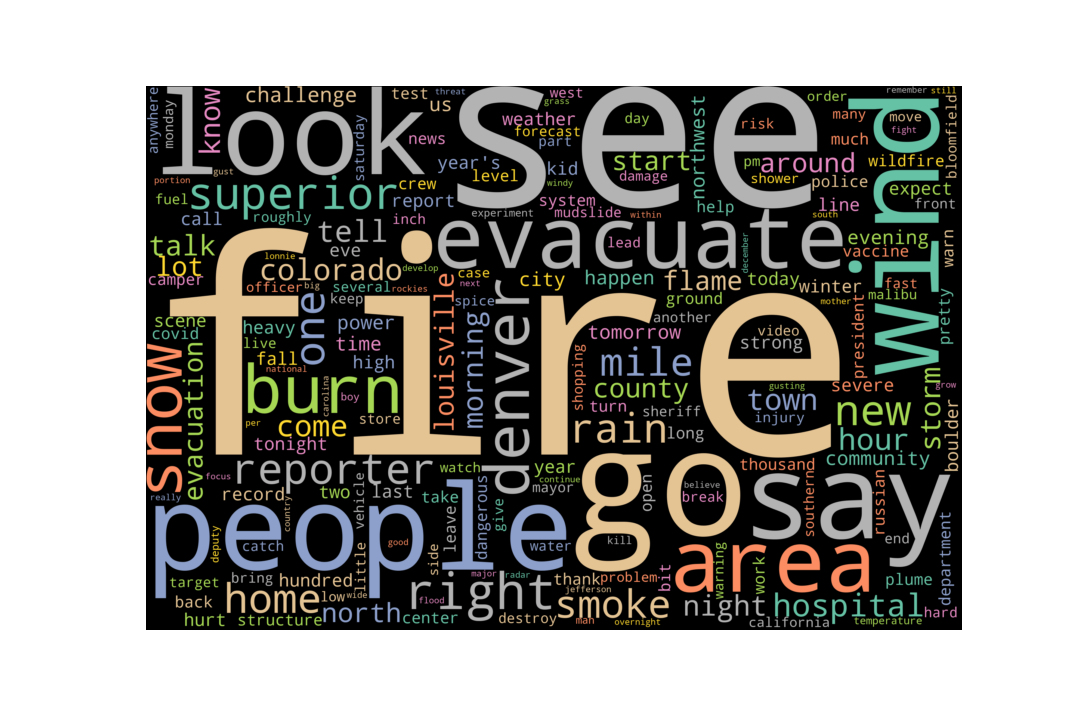 anywhere
monday
know
challenge
look
test
threat
us
news
see
west
grass
weather
forecast
part
day
northwest
risk
order
many
much
wind
remember
still
move
fight
bloomfield
portion
gust
fuel
superior
saturday
year's
level
crew
report
kid
windy
start
damage
pm
around
shower
police
wildfire
expect
front
call
roughly
inch
experiment
system
mudslide
within
help
line
south
talk
tell
eve
evacuate
lead
december
evening
vaccine
warn
lot
camper
lonnie
colorado
develop
officer
big
several
rockies
case
next
city
happen
flame
today
winter
mother
fast
malibu
pretty
scene
covid
fire
heavy
live
one
keep
power
time
louisville
spice
morning
denver
ground
another
tomorrow
video
strong
president
snow
evacuation
fall
national
high
burn
carolina
boy
per
come
store
tonight
shopping
mile
county
turn
sheriff
gusting
town
injury
severe
grow
new
storm
hour
boulder
rain
long
community
focus
reporter
watch
year
continue
mayor
go
open
believe
break
thousand
say
southern
russian
end
really
record
two
last
country
vehicle
take
leave
dangerous
give
people
deputy
catch
good
little
side
water
kill
area
warning
work
department
target
bring
hundred
major
radar
thank
problem
bit
jefferson
plume
back
home
low
wide
right
flood
smoke
night
hospital
hard
hurt
structure
north
center
destroy
man
overnight
california
temperature